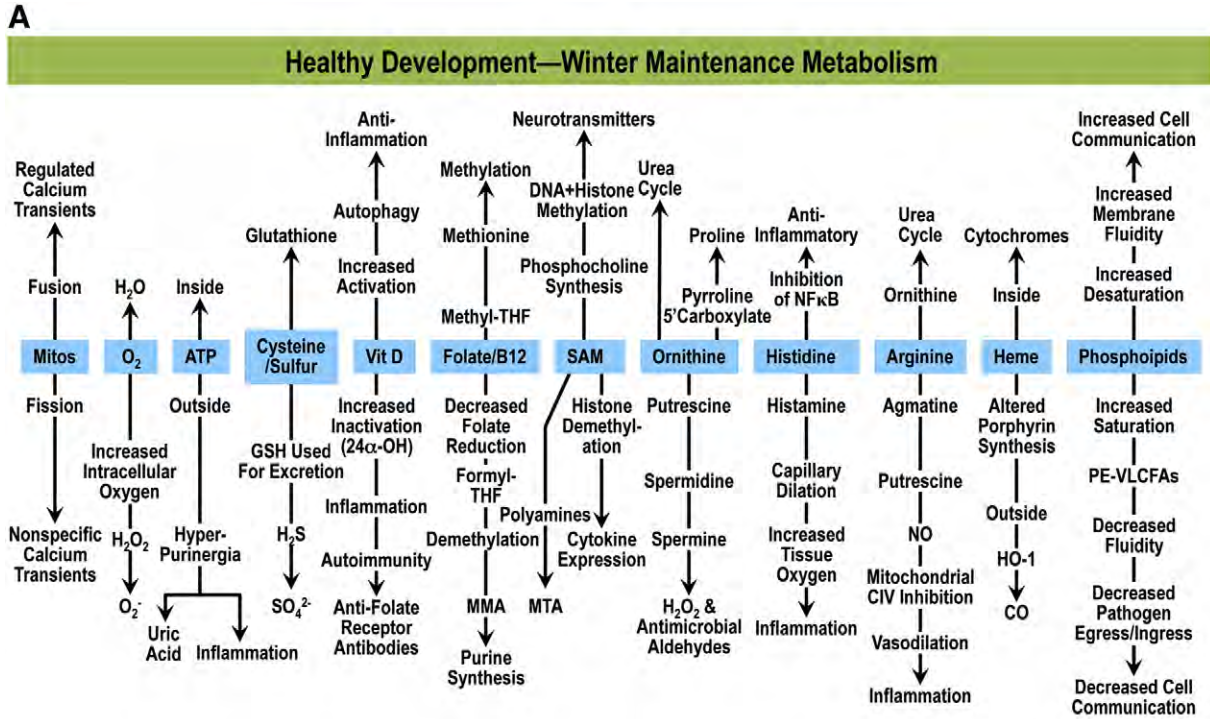 A
Healthy Development—Winter Maintenance Metabolism
Regulated
Calcium
Transients
Fusion
Mitos
Fission
Nonspecific
Calcium
Transients
H₂O
O₂
Increased
Intracellular
Oxygen
H₂O₂
O₂⁻
Inside
ATP
Outside
Hyper-
Purinergia
Uric
Acid
Inflammation
Glutathione
Cysteine
/Sulfur
GSH Used
For Excretion
H₂S
SO₄²⁻
Anti-
Inflammation
Autophagy
Increased
Activation
Vit D
Increased
Inactivation
(24α-OH)
Inflammation
Autoimmunity
Anti-Folate
Receptor
Antibodies
Methylation
Methionine
Methyl-THF
Folate/B12
Decreased
Folate
Reduction
Formyl-
THF
Demethylation
MMA
Purine
Synthesis
Neurotransmitters
DNA+Histone
Methylation
Phosphocholine
Synthesis
SAM
Polyamines
MTA
Histone
Demethyl-
ation
Cytokine
Expression
Urea
Cycle
Proline
Pyrroline
5'Carboxylate
Ornithine
Putrescine
Spermidine
Spermine
H₂O₂ &
Antimicrobial
Aldehydes
Anti-
Inflammatory
Inhibition
of NFκB
Histidine
Histamine
Capillary
Dilation
Increased
Tissue
Oxygen
Inflammation
Urea
Cycle
Ornithine
Arginine
Agmatine
Putrescine
NO
Mitochondrial
CIV Inhibition
Vasodilation
Inflammation
Cytochromes
Inside
Heme
Altered
Porphyrin
Synthesis
Outside
HO-1
CO
Increased Cell
Communication
Increased
Membrane
Fluidity
Increased
Desaturation
Phosphoipids
Increased
Saturation
PE-VLCFAs
Decreased
Fluidity
Decreased
Pathogen
Egress/Ingress
Decreased Cell
Communication